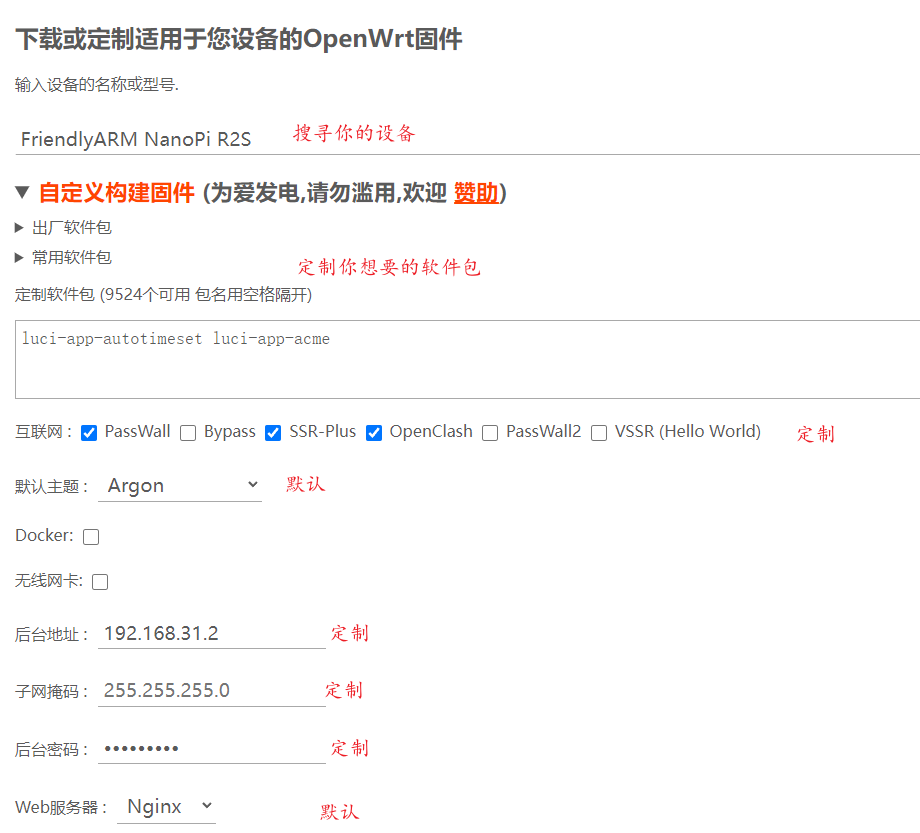 下载或定制适用于您设备的OpenWrt固件
输入设备的名称或型号.
FriendlyARM NanoPi R2S 搜寻你的设备
▼ 自定义构建固件 (为爱发电,请勿滥用,欢迎 赞助)
▶ 出厂软件包
▶ 常用软件包
定制你想要的软件包
定制软件包 (9524个可用 包名用空格隔开)
luci-app-autotimeset luci-app-acme
互联网 : PassWall Bypass SSR-Plus OpenClash PassWall2 VSSR (Hello World) 定制
默认主题 : Argon 默认
Docker:
无线网卡:
后台地址 : 192.168.31.2 定制
子网掩码 : 255.255.255.0 定制
后台密码 : ••••••••• 定制
Web服务器 : Nginx 默认